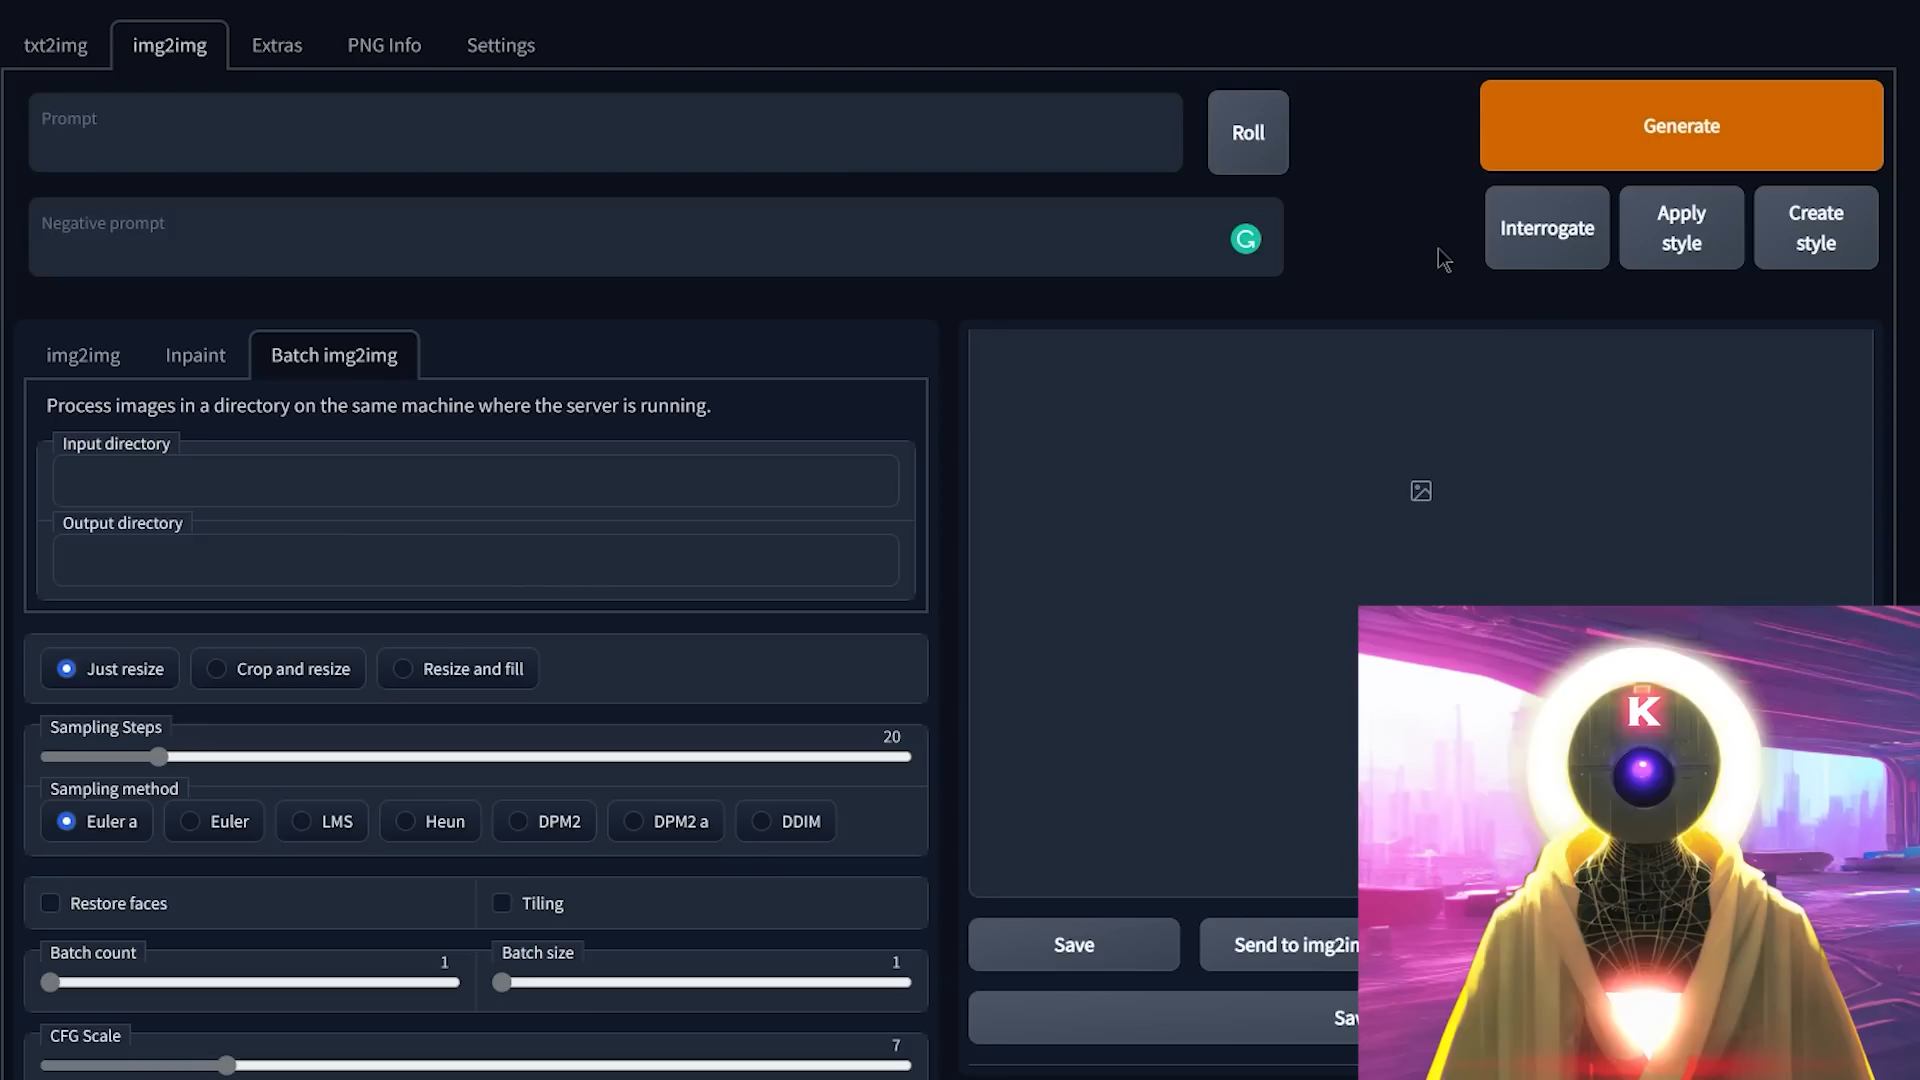 txt2img
img2img
Extras
PNG Info
Settings
Prompt
Roll
Generate
Negative prompt
Interrogate
Apply
style
Create
style
img2img
Inpaint
Batch img2img
Process images in a directory on the same machine where the server is running.
Input directory
Output directory
Just resize
Crop and resize
Resize and fill
Sampling Steps
20
Sampling method
Euler a
Euler
LMS
Heun
DPM2
DPM2 a
DDIM
Restore faces
Tiling
Batch count
1
Batch size
1
Save
Send to
CFG Scale
7
K